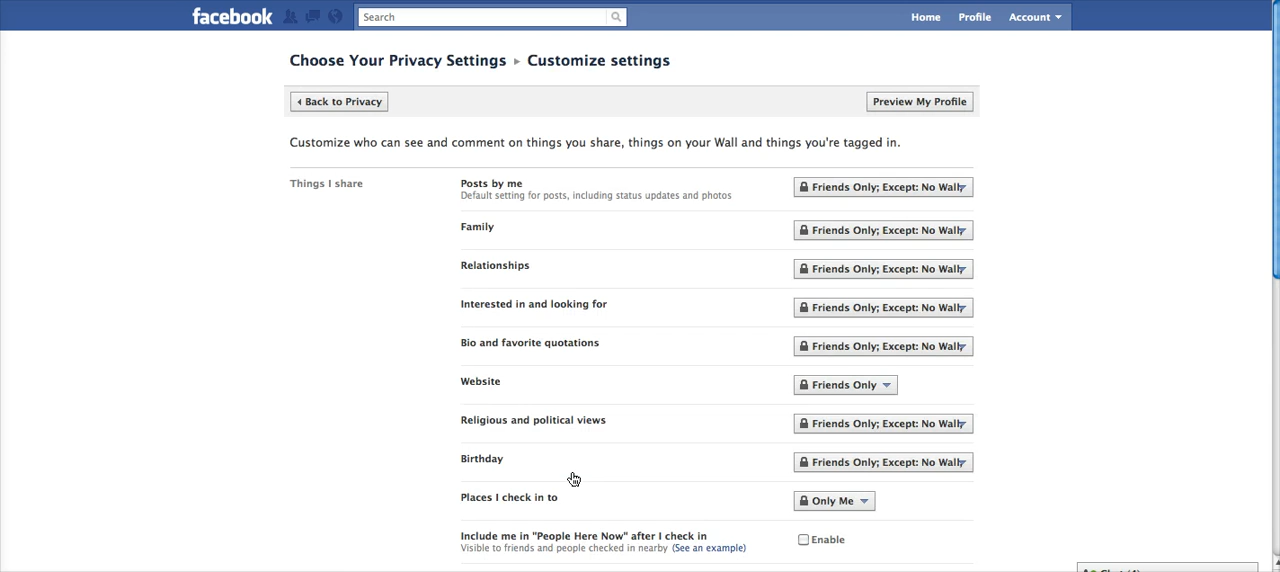 facebook
Search
Home Profile Account
Choose Your Privacy Settings ▸ Customize settings
Back to Privacy
Preview My Profile
Customize who can see and comment on things you share, things on your Wall and things you're tagged in.
Things I share
Posts by me
Default setting for posts, including status updates and photos
Friends Only; Except: No Wall
Family
Friends Only; Except: No Wall
Relationships
Friends Only; Except: No Wall
Interested in and looking for
Friends Only; Except: No Wall
Bio and favorite quotations
Friends Only; Except: No Wall
Website
Friends Only
Religious and political views
Friends Only; Except: No Wall
Birthday
Friends Only; Except: No Wall
Places I check in to
Only Me
Include me in "People Here Now" after I check in
Visible to friends and people checked in nearby (See an example)
Enable